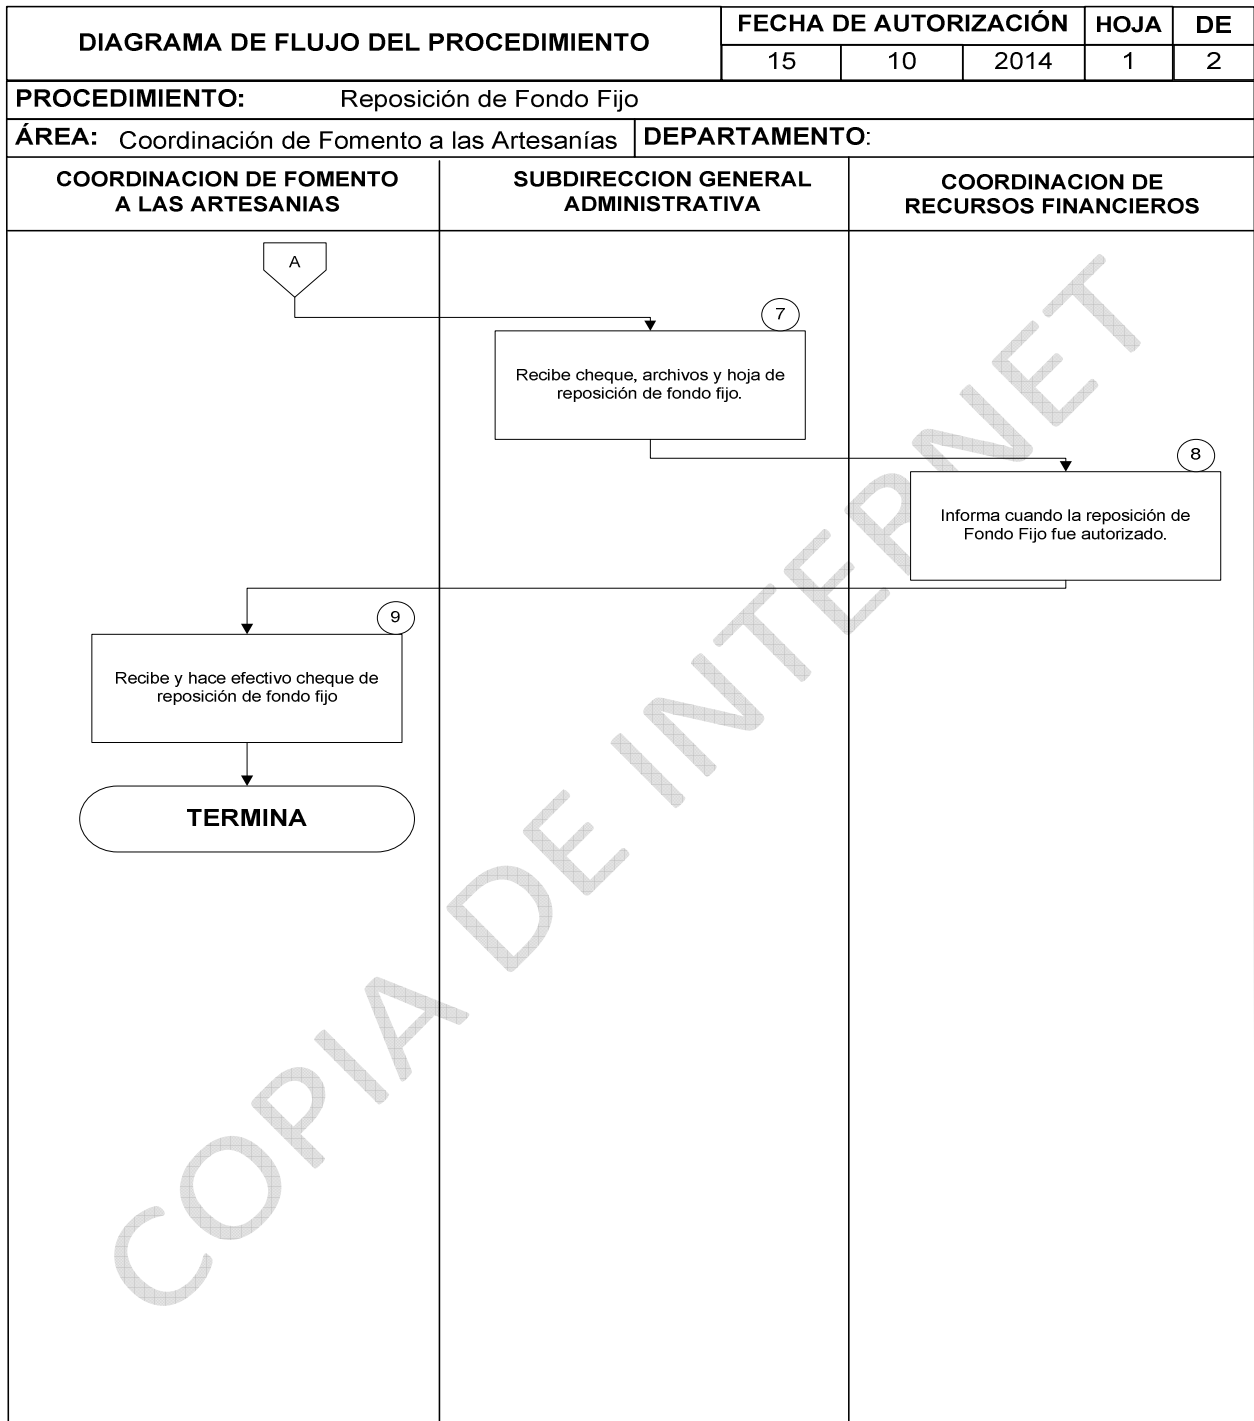 DIAGRAMA DE FLUJO DEL PROCEDIMIENTO
FECHA DE AUTORIZACIÓN
HOJA
DE
15
10
2014
1
2
PROCEDIMIENTO: Reposición de Fondo Fijo
ÁREA: Coordinación de Fomento a las Artesanías
DEPARTAMENTO:
COORDINACION DE FOMENTO
A LAS ARTESANIAS
SUBDIRECCION GENERAL
ADMINISTRATIVA
COORDINACION DE
RECURSOS FINANCIEROS
A
7
Recibe cheque, archivos y hoja de
reposición de fondo fijo.
8
Informa cuando la reposición de
Fondo Fijo fue autorizado.
9
Recibe y hace efectivo cheque de
reposición de fondo fijo
TERMINA
COPIA DE INTERNET